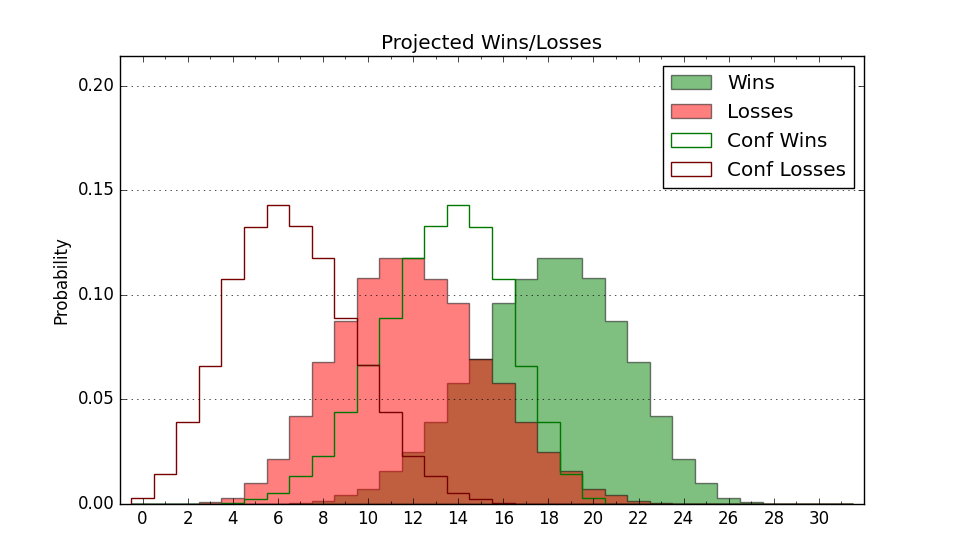 Projected Wins/Losses
Probability
0.20
0.15
0.10
0.05
0.00
0 2 4 6 8 10 12 14 16 18 20 22 24 26 28 30
Wins
Losses
Conf Wins
Conf Losses